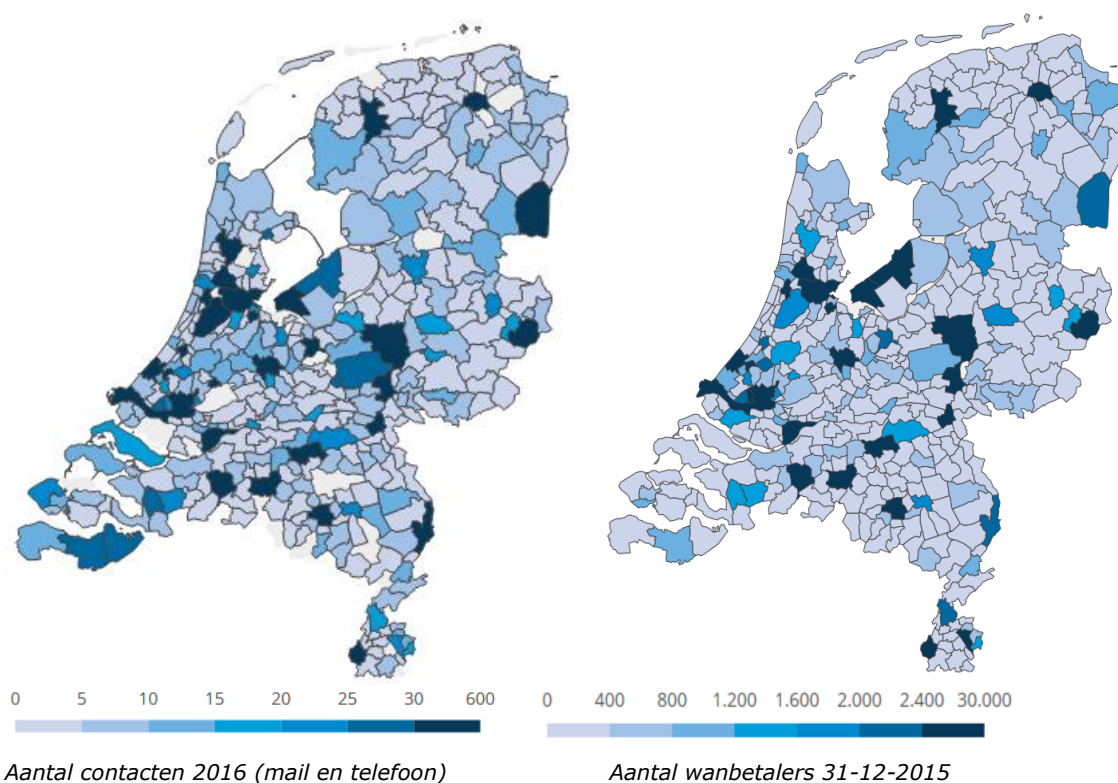 0 5 10 15 20 25 30 600
0 400 800 1.200 1.600 2.000 2.400 30.000
Aantal contacten 2016 (mail en telefoon)
Aantal wanbetalers 31-12-2015